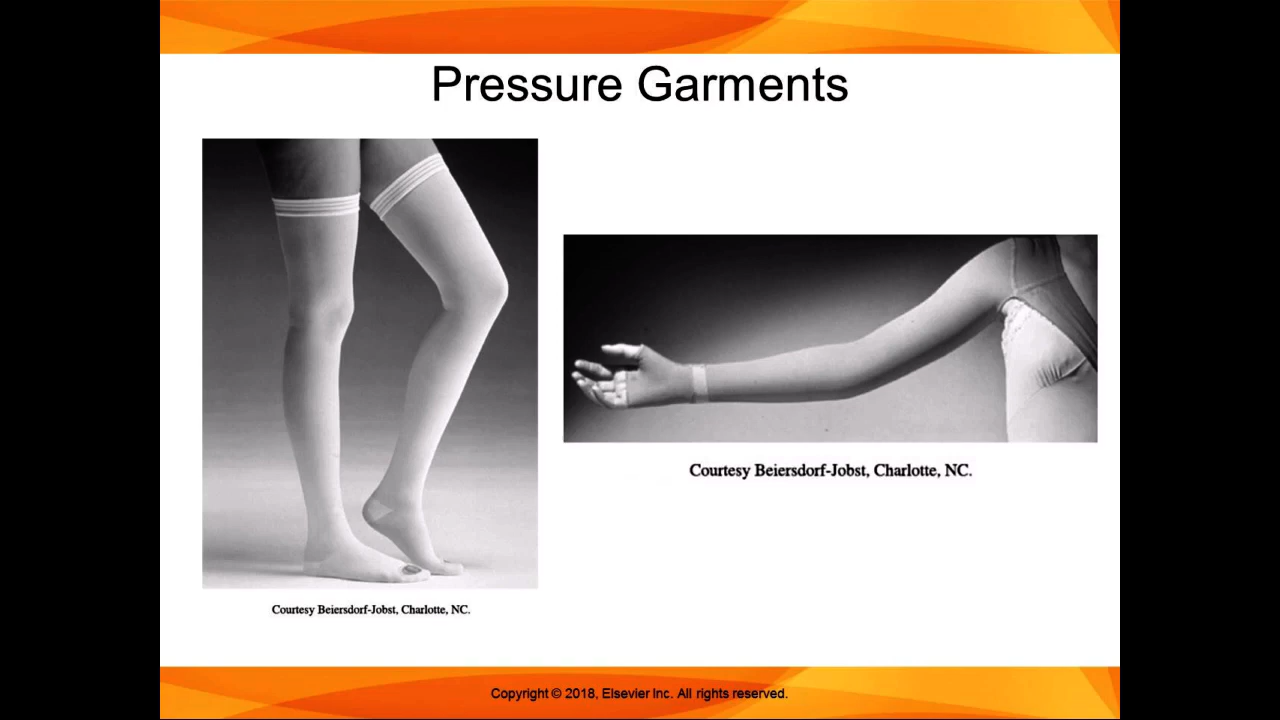 Pressure Garments
Courtesy Beiersdorf-Jobst, Charlotte, NC.
Courtesy Beiersdorf-Jobst, Charlotte, NC.
Copyright © 2018, Elsevier Inc. All rights reserved.